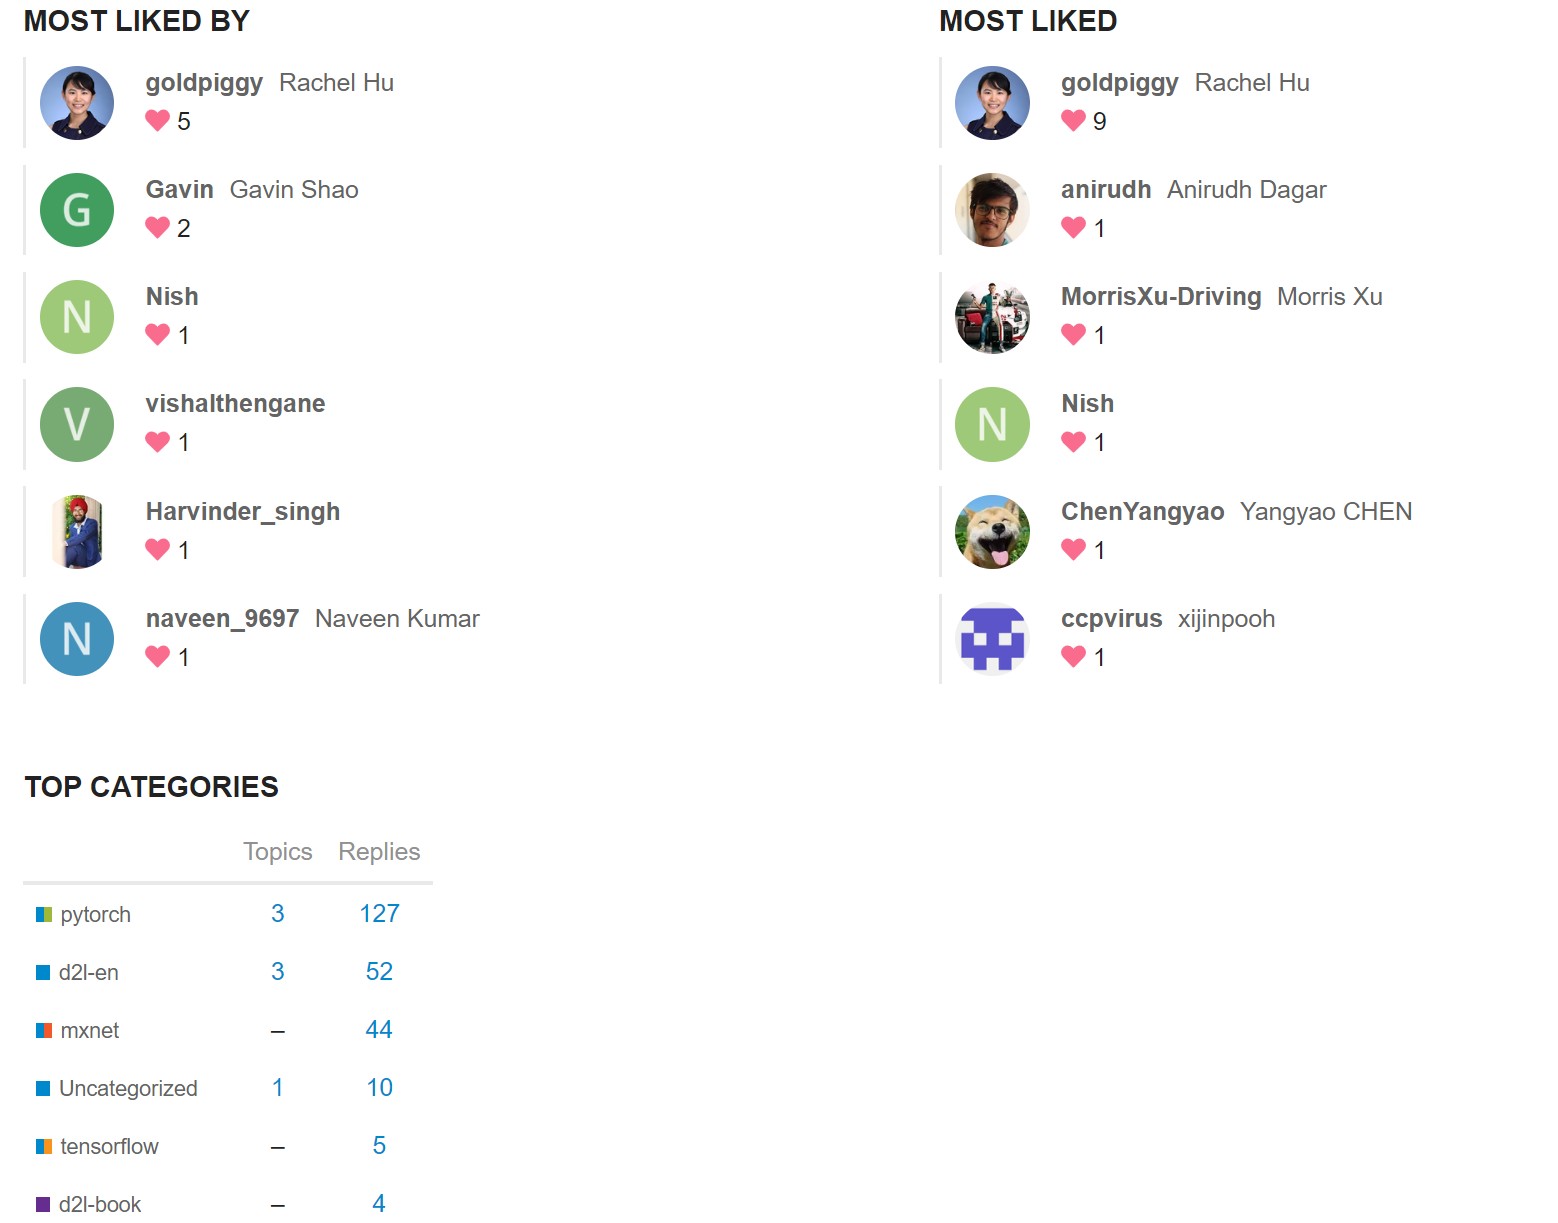 MOST LIKED BY
goldpiggy Rachel Hu
5
G
Gavin Gavin Shao
2
N
Nish
1
V
vishalthengane
1
Harvinder_singh
1
N
naveen_9697 Naveen Kumar
1
MOST LIKED
goldpiggy Rachel Hu
9
anirudh Anirudh Dagar
1
MorrisXu-Driving Morris Xu
1
N
Nish
1
ChenYangyao Yangyao CHEN
1
ccpvirus xijinpooh
1
TOP CATEGORIES
Topics Replies
pytorch 3 127
d2l-en 3 52
mxnet – 44
Uncategorized 1 10
tensorflow – 5
d2l-book – 4